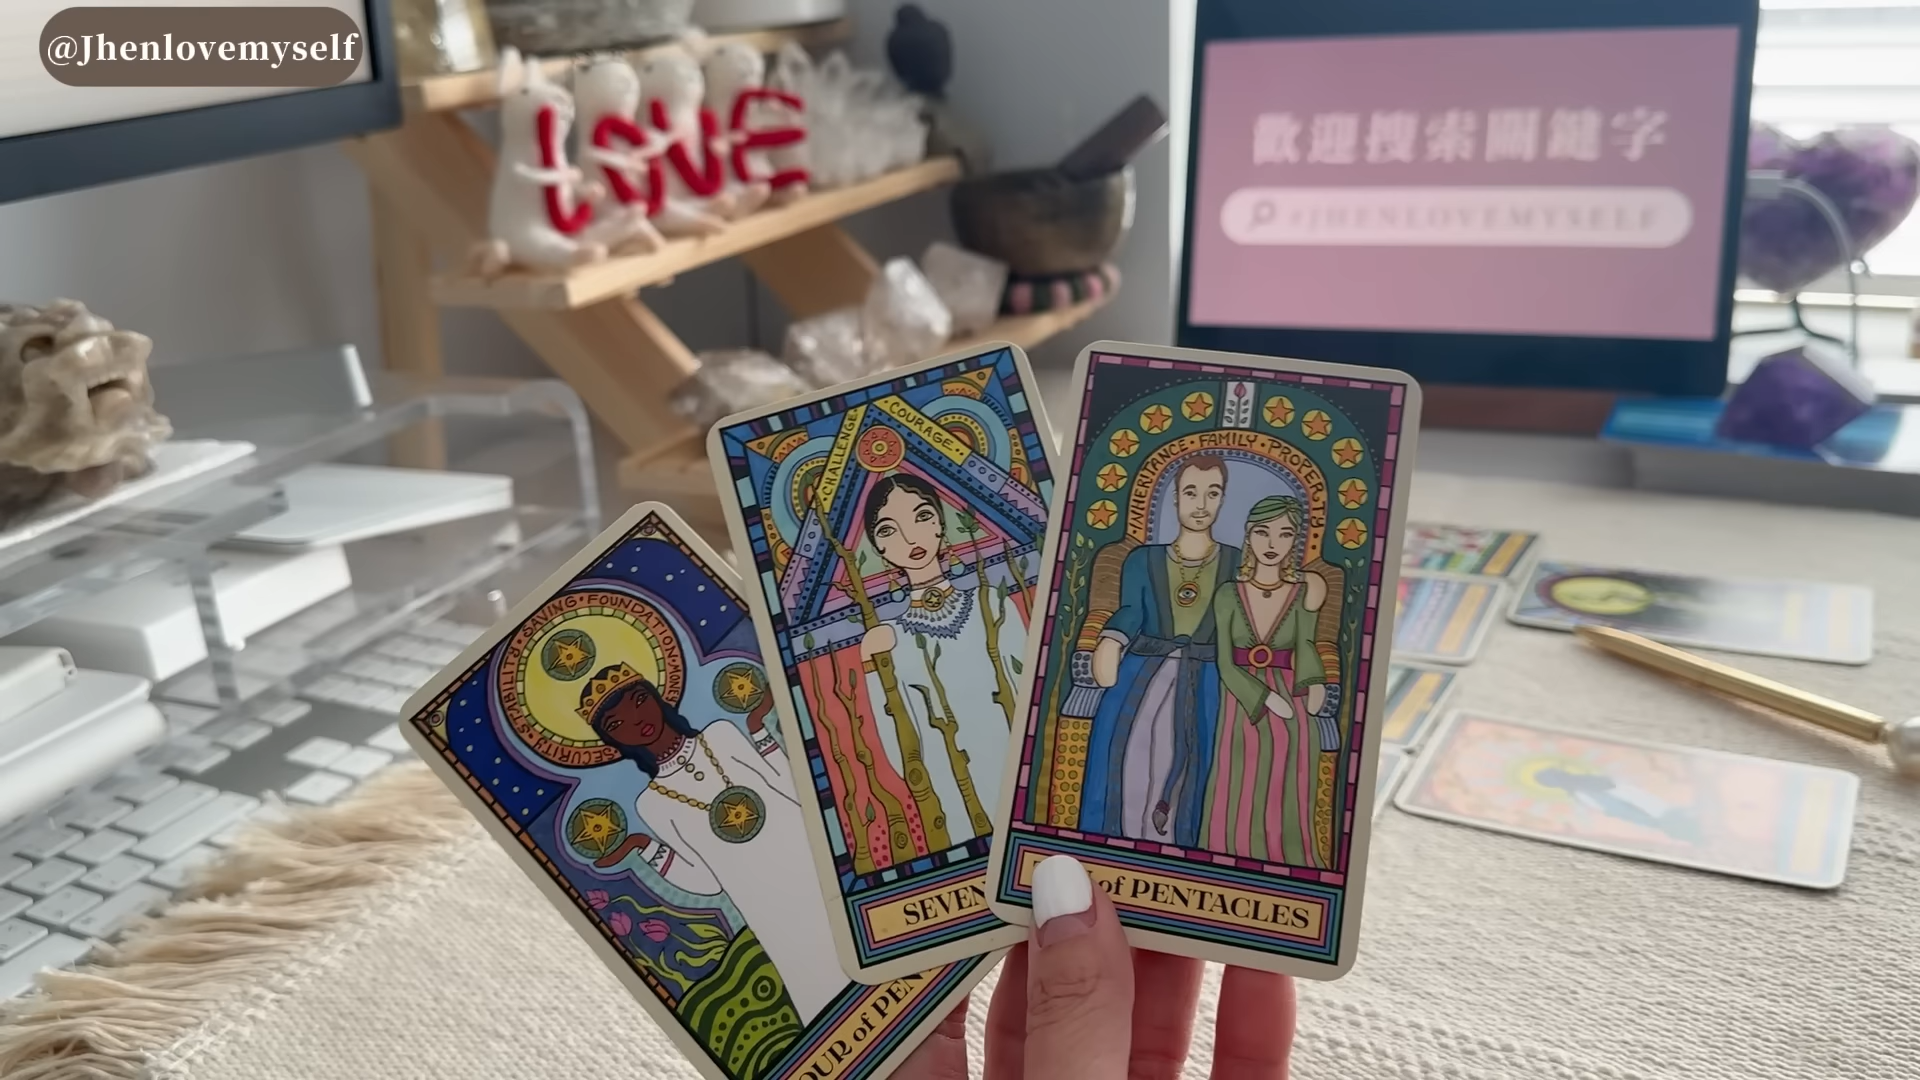 @Jhenlovemyself
LOVE
歡迎搜索關鍵字
#JHENLOVEMYSELF
STABILITY • SAVING • FOUNDATION • MONEY
SECURITY
OUR of PEN
CHALLENGE
COURAGE
SEVEN
INHERITANCE • FAMILY • PROPERTY
of PENTACLES